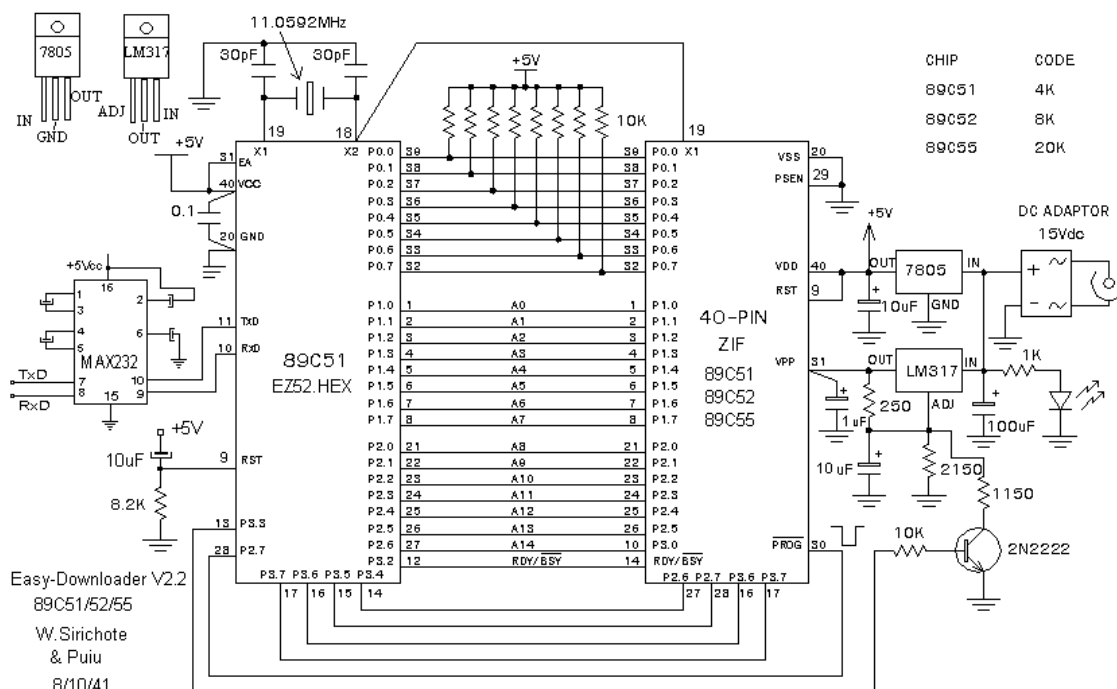 11.0592MHz
7805
LM317
IN
GND
OUT
ADJ
OUT
IN
30pF
30pF
+5V
10K
CHIP CODE
89C51 4K
89C52 8K
89C55 20K
+5V
19
18
X1
X2
31
EA
40
VCC
0.1
20
GND
P0.0 39
P0.1 38
P0.2 37
P0.3 36
P0.4 35
P0.5 34
P0.6 33
P0.7 32
19
X1
39 P0.0
38 P0.1
37 P0.2
36 P0.3
35 P0.4
34 P0.5
33 P0.6
32 P0.7
VSS 20
PSEN 29
VDD 40
RST 9
+5V
DC ADAPTOR
15Vdc
OUT
7805
IN
GND
+
10uF
+
~
-
~
+5Vcc
16
1
3
4
5
2
6
MAX232
TxD
7
RxD
8
10
9
15
11
TxD
10
RxD
89C51
EZ52.HEX
P1.0 1 A0 1 P1.0
P1.1 2 A1 2 P1.1
P1.2 3 A2 3 P1.2
P1.3 4 A3 4 P1.3
P1.4 5 A4 5 P1.4
P1.5 6 A5 6 P1.5
P1.6 7 A6 7 P1.6
P1.7 8 A7 8 P1.7
40-PIN
ZIF
89C51
89C52
89C55
VPP 31
OUT
LM317
IN
ADJ
+
1uF
250
+
100uF
1K
+
10uF
2150
1150
+5V
10uF
+
8.2K
9
RST
13
P3.3
28
P2.7
P2.0 21 A8 21 P2.0
P2.1 22 A9 22 P2.1
P2.2 23 A10 23 P2.2
P2.3 24 A11 24 P2.3
P2.4 25 A12 25 P2.4
P2.5 26 A13 26 P2.5
P2.6 27 A14 10 P3.0
P3.2 12 RDY/BSY 14 RDY/BSY
PROG 30
10K
2N2222
P3.7 P3.6 P3.5 P3.4
17 16 15 14
P2.6 P2.7 P3.6 P3.7
27 28 16 17
Easy-Downloader V2.2
89C51/52/55
W.Sirichote
& Puiu
8/10/41